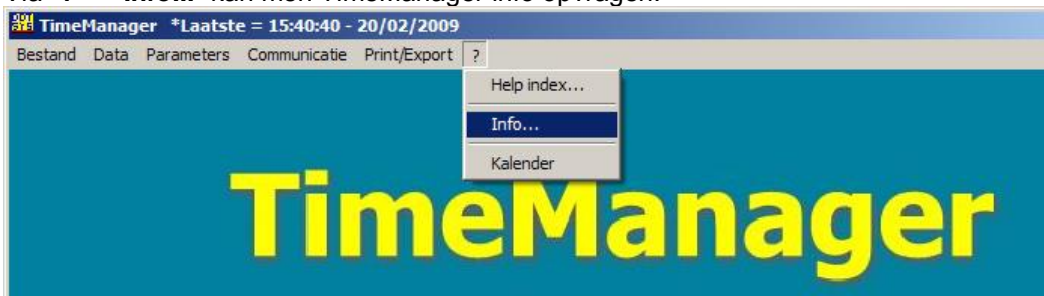 TimeManager *Laatste = 15:40:40 - 20/02/2009
Bestand Data Parameters Communicatie Print/Export ?
Help index...
Info...
Kalender
TimeManager